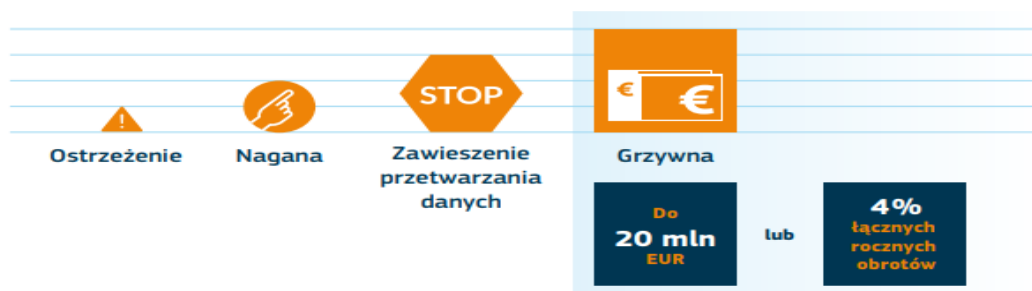 !
STOP
€
€
Ostrzeżenie
Nagana
Zawieszenie
przetwarzania
danych
Grzywna
Do
20 mln
EUR
lub
4%
łącznych
rocznych
obrotów